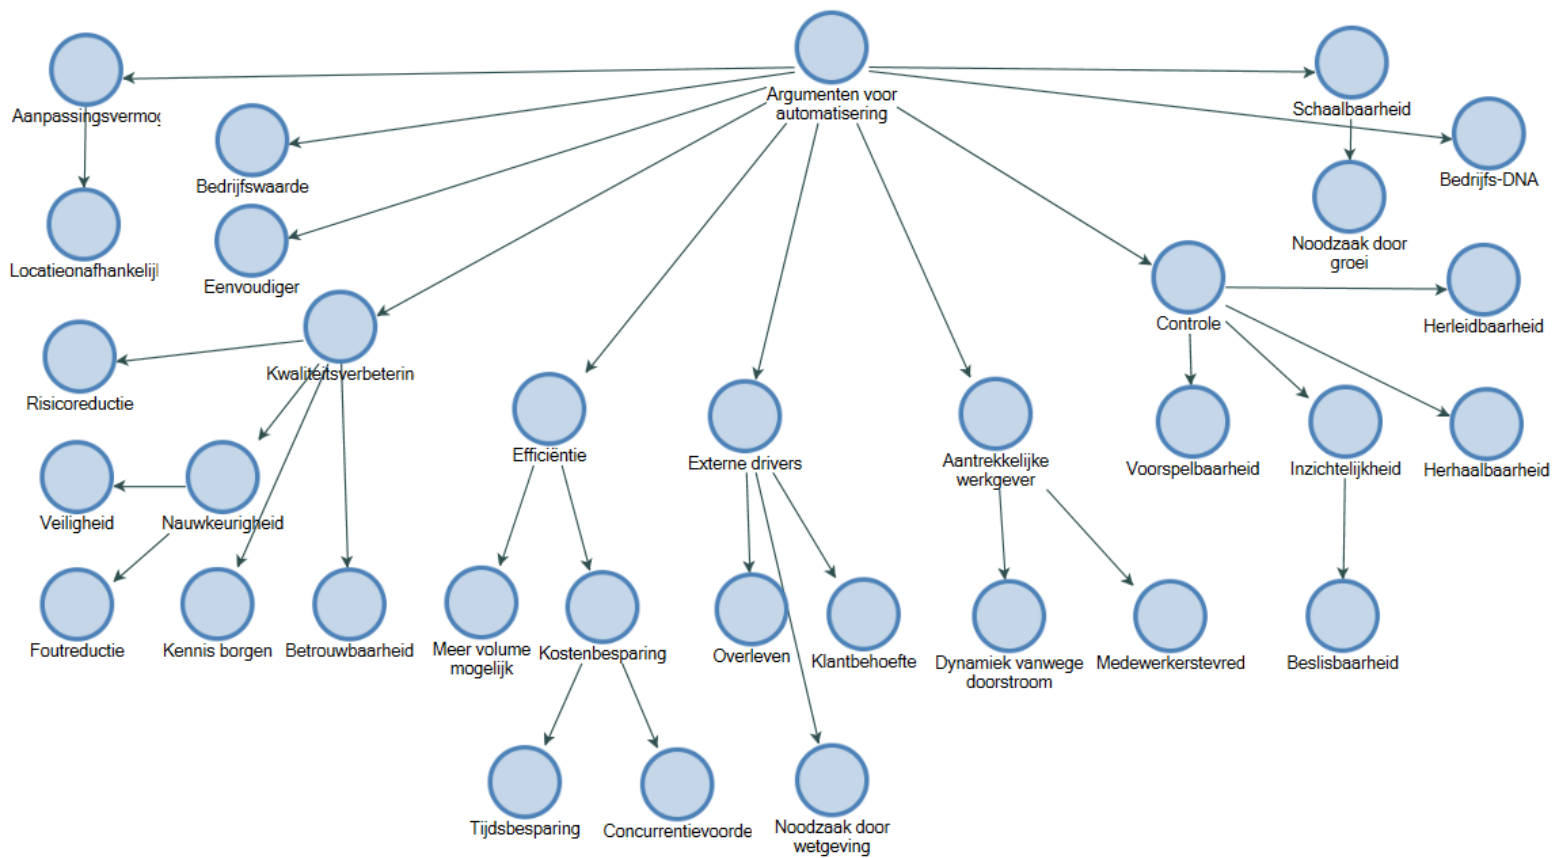 Argumenten voor
automatisering
Aanpassingsvermog
Schaalbaarheid
Bedrijfswaarde
Bedrijfs-DNA
Noodzaak door
groei
Locatieonafhankelijl
Eenvoudiger
Controle
Herleidbaarheid
Kwaliteitsverbeterin
Risicoreductie
Efficiëntie
Externe drivers
Aantrekkelijke
werkgever
Voorspelbaarheid
Inzichtelijkheid
Herhaalbaarheid
Veiligheid
Nauwkeurigheid
Foutreductie
Kennis borgen
Betrouwbaarheid
Meer volume
mogelijk
Kostenbesparing
Overleven
Klantbehoefte
Dynamiek vanwege
doorstroom
Medewerkerstevred
Beslisbaarheid
Tijdsbesparing
Concurrentievoorde
Noodzaak door
wetgeving